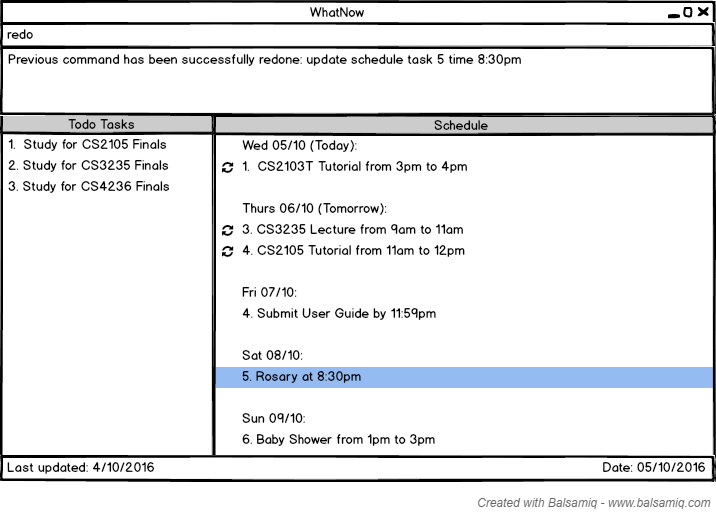 WhatNow
redo
Previous command has been successfully redone: update schedule task 5 time 8:30pm
Todo Tasks
1. Study for CS2105 Finals
2. Study for CS3235 Finals
3. Study for CS4236 Finals
Schedule
Wed 05/10 (Today):
1. CS2103T Tutorial from 3pm to 4pm
Thurs 06/10 (Tomorrow):
3. CS3235 Lecture from 9am to 11am
4. CS2105 Tutorial from 11am to 12pm
Fri 07/10:
4. Submit User Guide by 11:59pm
Sat 08/10:
5. Rosary at 8:30pm
Sun 09/10:
6. Baby Shower from 1pm to 3pm
Last updated: 4/10/2016
Date: 05/10/2016
Created with Balsamiq - www.balsamiq.com